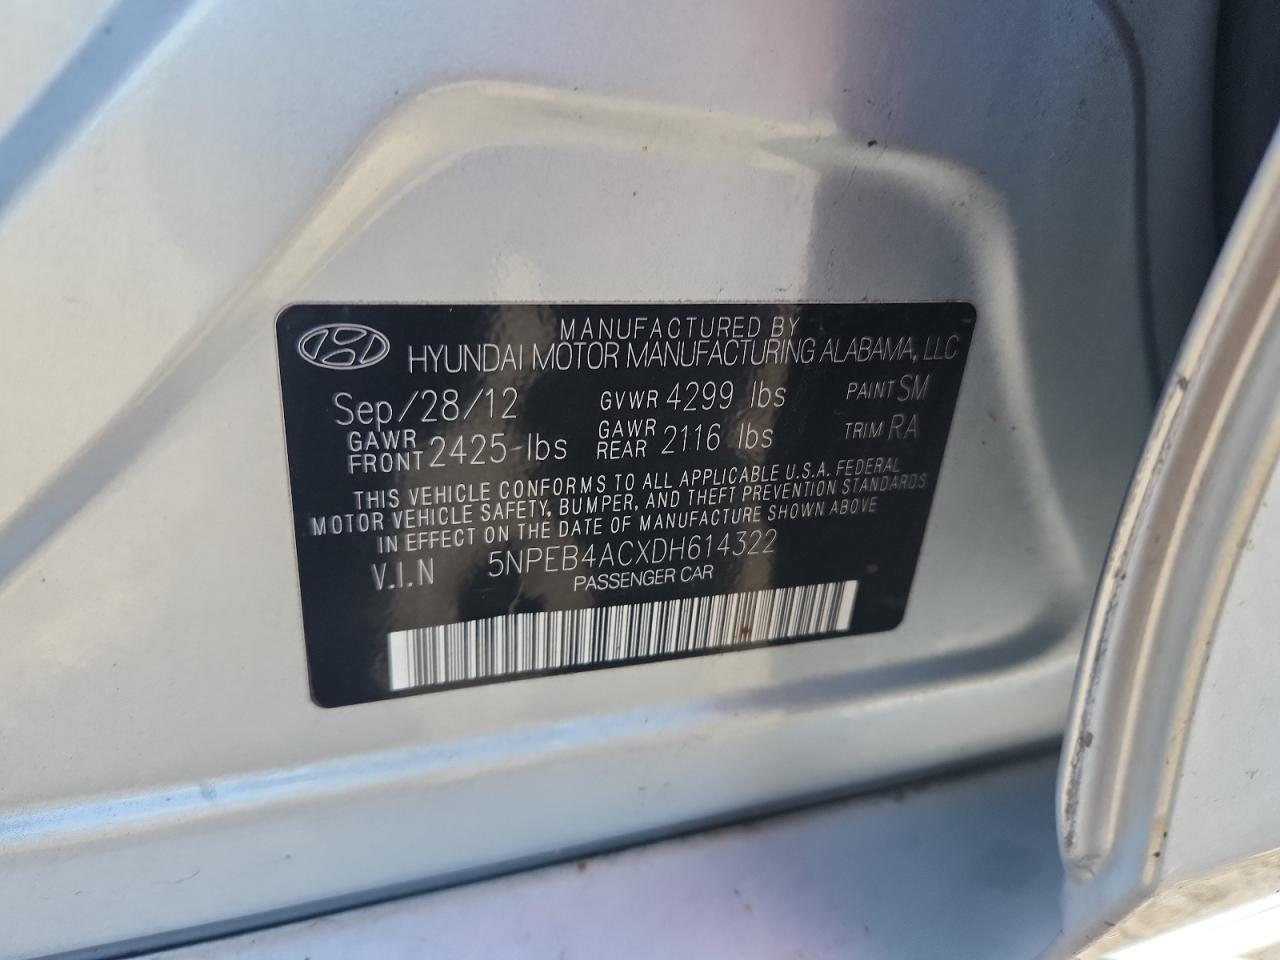 MANUFACTURED BY
HYUNDAI MOTOR MANUFACTURING ALABAMA, LLC
Sep/28/12 GVWR 4299 lbs PAINT SM
GAWR FRONT 2425 lbs GAWR REAR 2116 lbs TRIM RA
THIS VEHICLE CONFORMS TO ALL APPLICABLE U.S.A. FEDERAL
MOTOR VEHICLE SAFETY, BUMPER, AND THEFT PREVENTION STANDARDS
IN EFFECT ON THE DATE OF MANUFACTURE SHOWN ABOVE
V.I.N 5NPEB4ACXDH614322
PASSENGER CAR